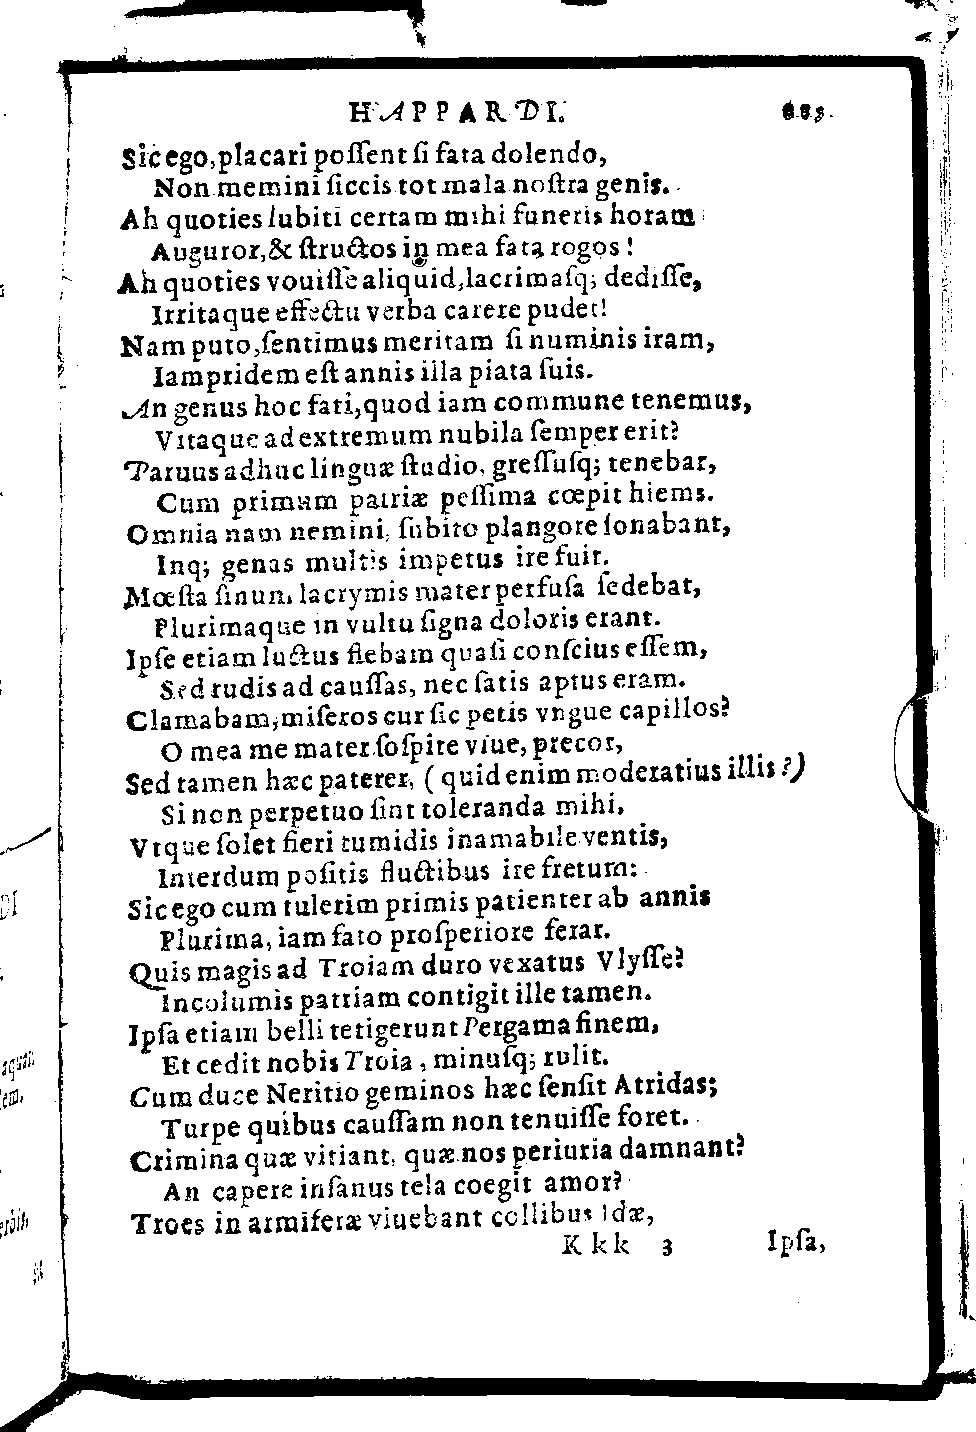 HAPPARDI. 885.
Sic ego, placari poſſent ſi fata dolendo,
Non memini ſiccis tot mala noſtra genis.
Ah quoties ſubiti certam mihi funeris horam
Auguror, & ſtructos in mea fata rogos!
Ah quoties vouiſſe aliquid, lacrimaſq; dediſſe,
Irritaque effectu verba carere pudet!
Nam puto, ſentimus meritam ſi numinis iram,
Iampridem eſt annis illa piata ſuis.
An genus hoc fati, quod iam commune tenemus,
Vitaque ad extremum nubila ſemper erit?
Paruus adhuc linguæ ſtudio, greſſuſq; tenebar,
Cum primum patriæ peſſima cœpit hiems.
Omnia nam nemini, ſubito plangore ſonabant,
Inq; genas multis impetus ire fuit.
Mœſta ſinum lacrymis mater perfuſa ſedebat,
Plurimaque in vultu ſigna doloris erant.
Ipſe etiam luctus flebam quaſi conſcius eſſem,
Sed rudis ad cauſſas, nec ſatis aptus eram.
Clamabam, miſeros cur ſic petis vngue capillos?
O mea me mater ſoſpite viue, precor,
Sed tamen hæc paterer, (quid enim moderatius illis?)
Si non perpetuo ſint toleranda mihi.
Vtque ſolet fieri tumidis inamabile ventis,
Interdum poſitis fluctibus ire fretum:
Sic ego cum tulerim primis patienter ab annis
Plurima, iam fato proſperiore ferar.
Quis magis ad Troiam duro vexatus Vlyſſe?
Incolumis patriam contigit ille tamen.
Ipſa etiam belli tetigerunt Pergama finem,
Et cedit nobis Troia, minuſq; tulit.
Cum duce Neritio geminos hæc ſenſit Atridas;
Turpe quibus cauſſam non tenuiſſe foret.
Crimina quæ vitiant, quæ nos periuria damnant?
An capere inſanus tela coegit amor?
Troes in armiferæ viuebant collibus Idæ,
Kkk 3 Ipſa,